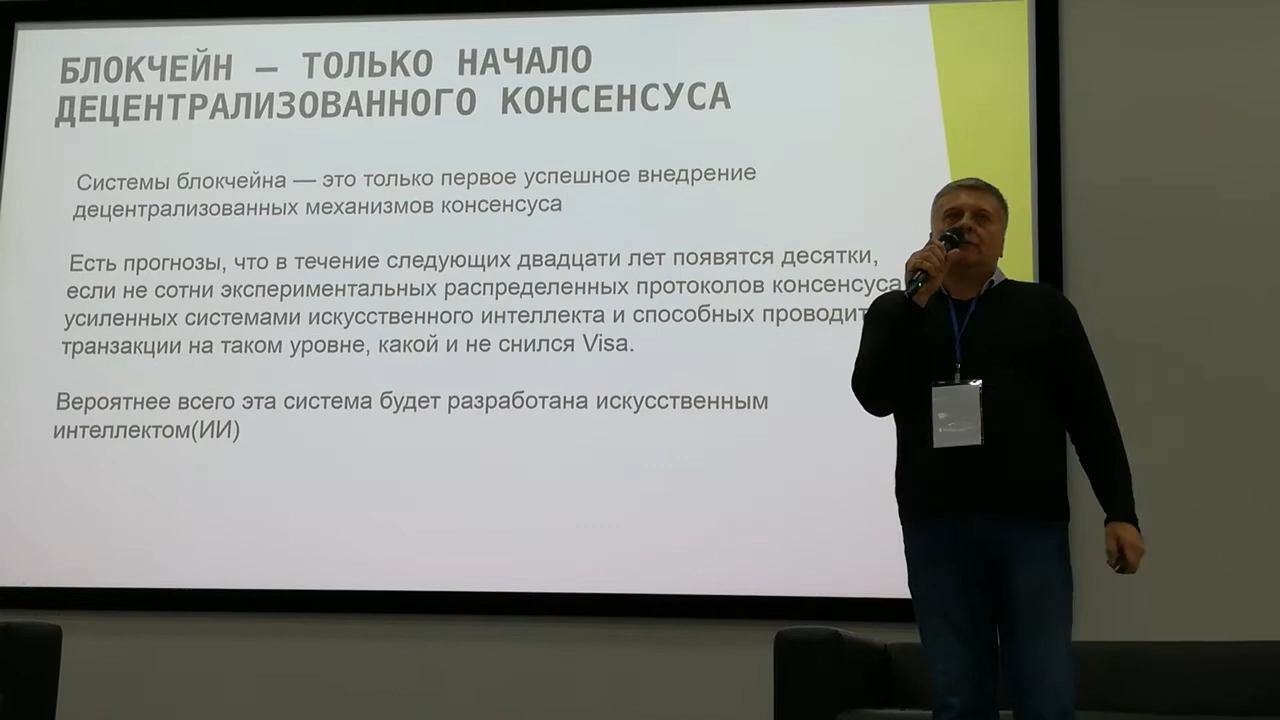 БЛОКЧЕЙН — ТОЛЬКО НАЧАЛО
ДЕЦЕНТРАЛИЗОВАННОГО КОНСЕНСУСА
Системы блокчейна — это только первое успешное внедрение
децентрализованных механизмов консенсуса
Есть прогнозы, что в течение следующих двадцати лет появятся десятки,
если не сотни экспериментальных распределенных протоколов консенсуса
усиленных системами искусственного интеллекта и способных проводит
транзакции на таком уровне, какой и не снился Visa.
Вероятнее всего эта система будет разработана искусственным
интеллектом(ИИ)